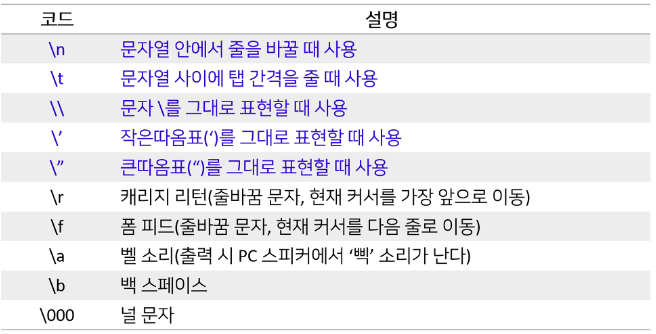 코드 설명
\n 문자열 안에서 줄을 바꿀 때 사용
\t 문자열 사이에 탭 간격을 줄 때 사용
\\ 문자 \를 그대로 표현할 때 사용
\’ 작은따옴표(‘)를 그대로 표현할 때 사용
\” 큰따옴표(“)를 그대로 표현할 때 사용
\r 캐리지 리턴(줄바꿈 문자, 현재 커서를 가장 앞으로 이동)
\f 폼 피드(줄바꿈 문자, 현재 커서를 다음 줄로 이동)
\a 벨 소리(출력 시 PC 스피커에서 ‘삑’ 소리가 난다)
\b 백 스페이스
\000 널 문자